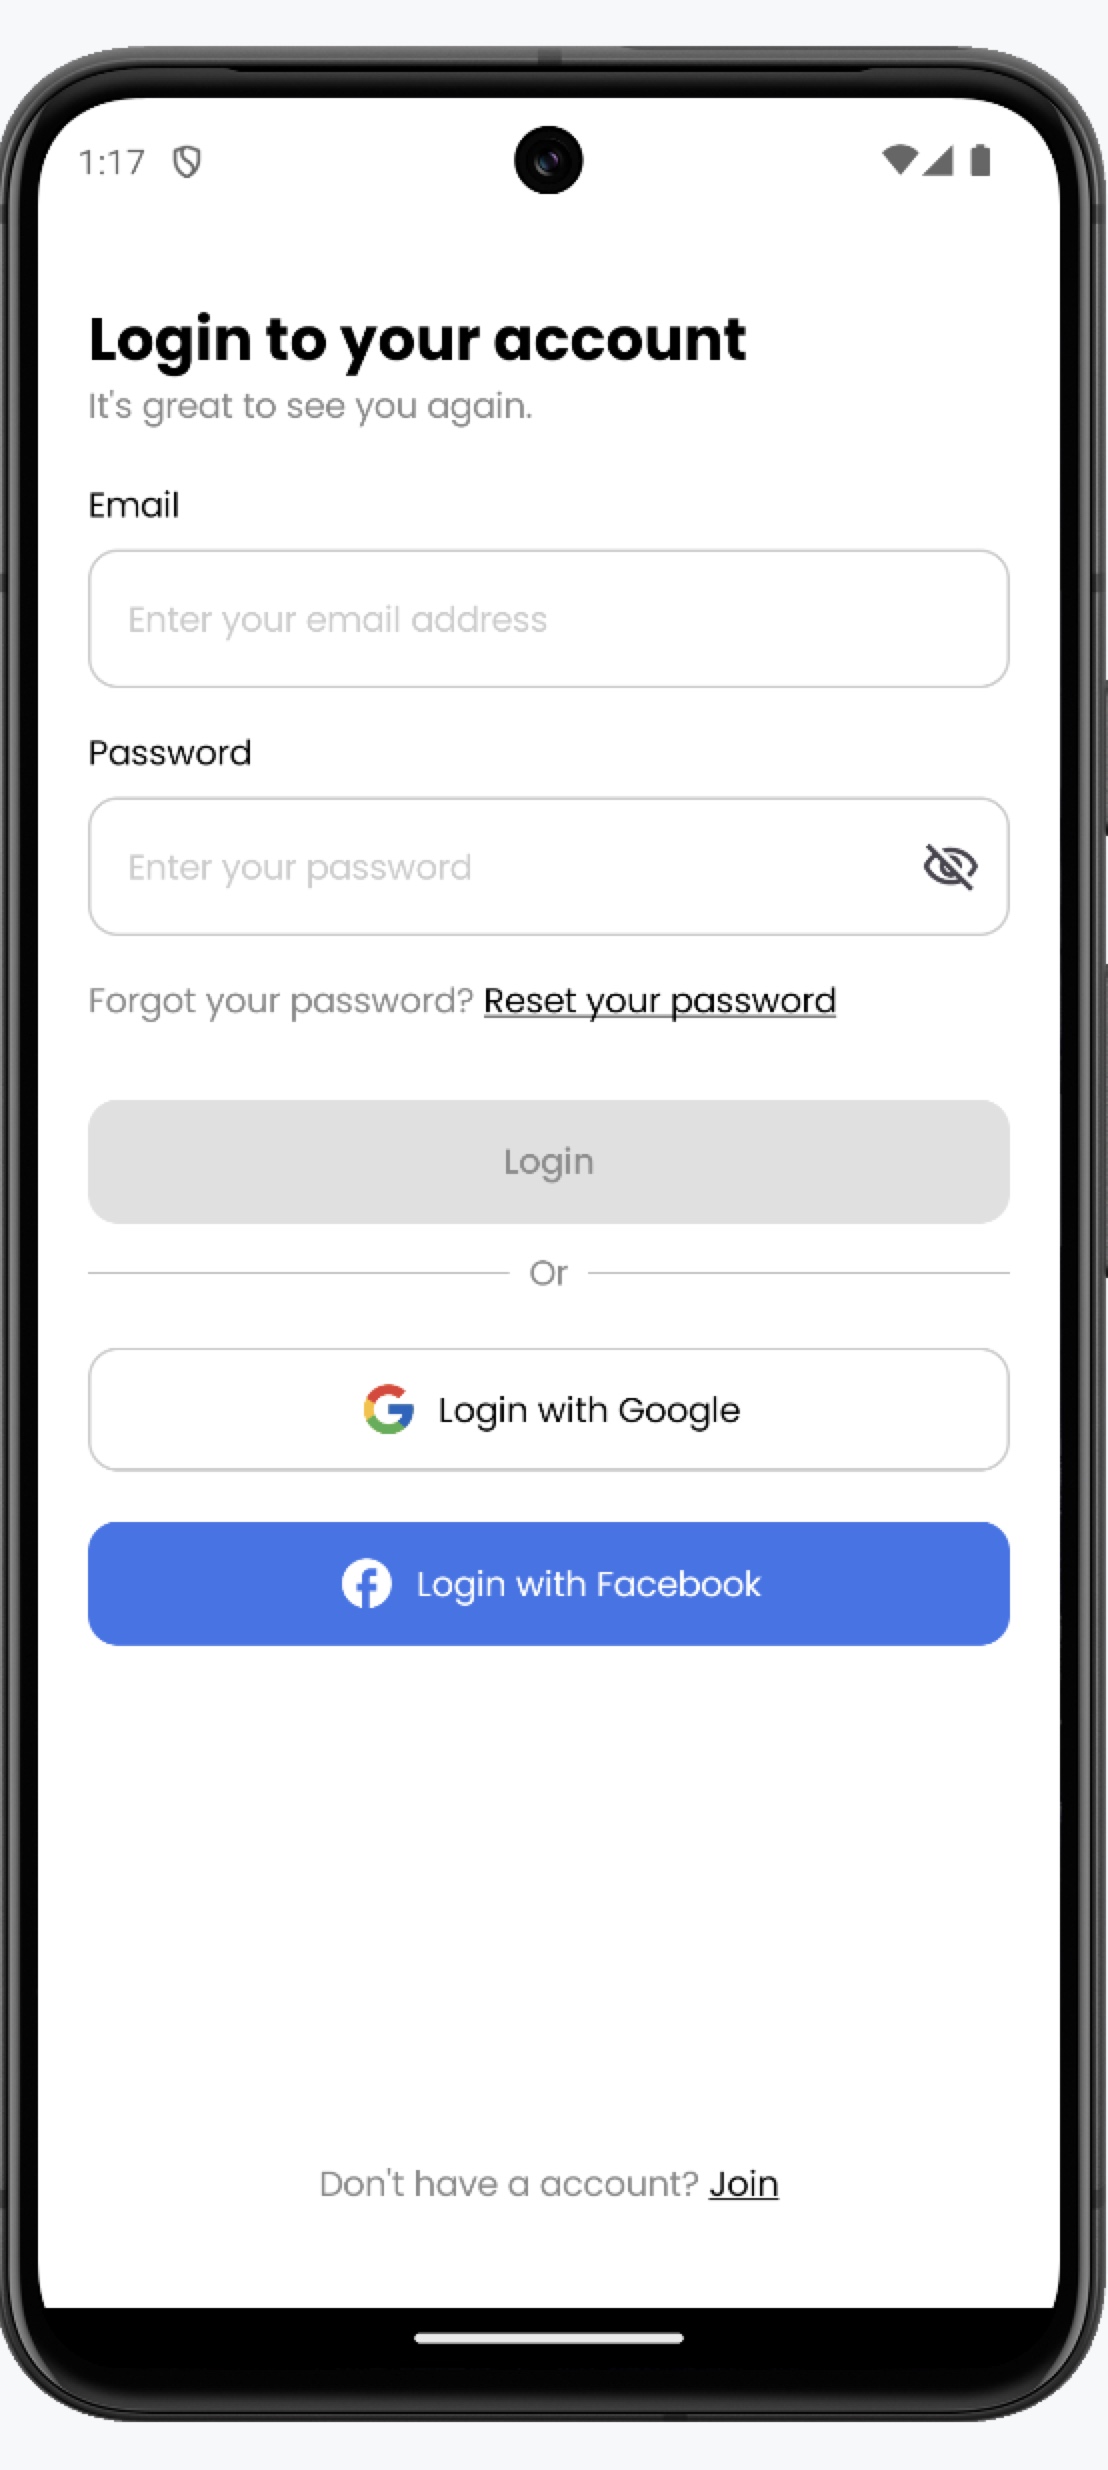 1:17
Login to your account
It's great to see you again.
Email
Enter your email address
Password
Enter your password
Forgot your password? Reset your password
Login
Or
Login with Google
Login with Facebook
Don't have a account? Join